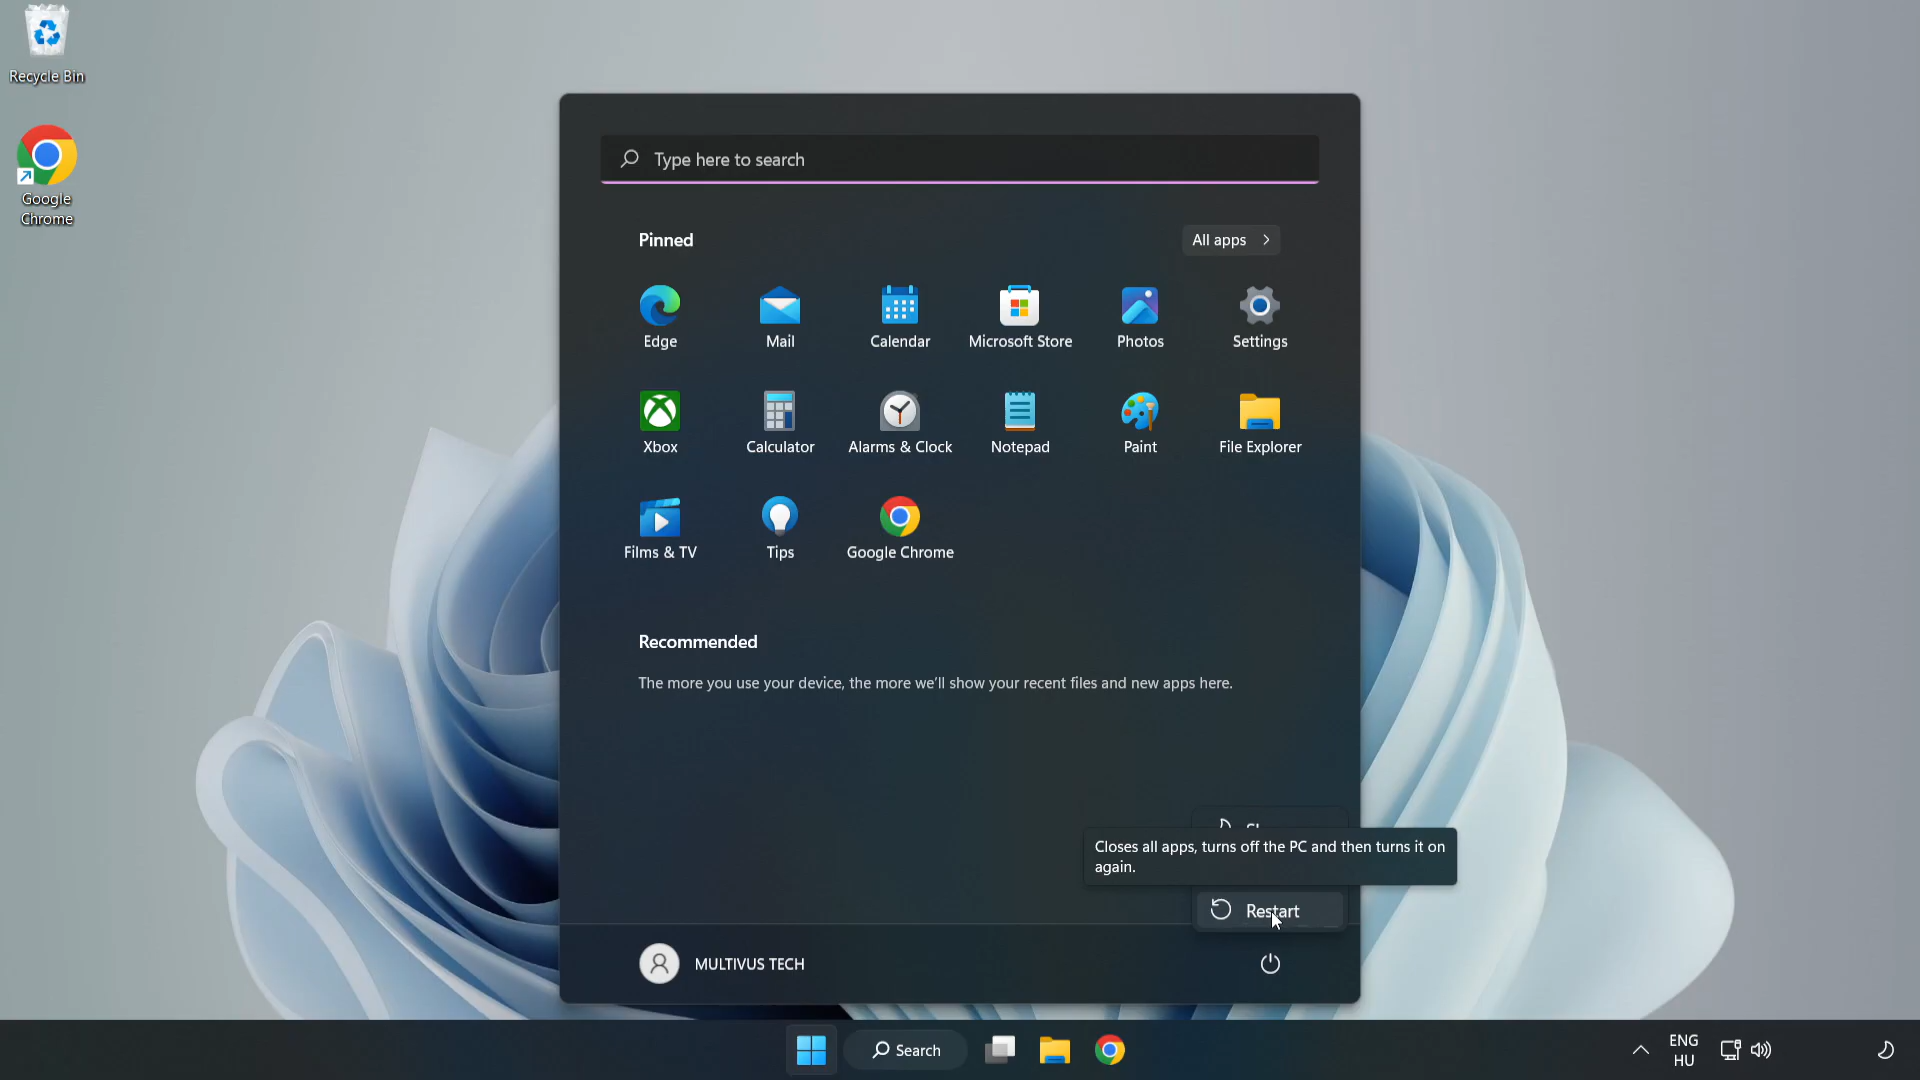 Recycle Bin
Google
Chrome
Type here to search
Pinned
All apps
Edge
Mail
Calendar
Microsoft Store
Photos
Settings
Xbox
Calculator
Alarms & Clock
Notepad
Paint
File Explorer
Films & TV
Tips
Google Chrome
Recommended
The more you use your device, the more we'll show your recent files and new apps here.
Closes all apps, turns off the PC and then turns it on
again.
Restart
MULTIVUS TECH
Search
ENG
HU